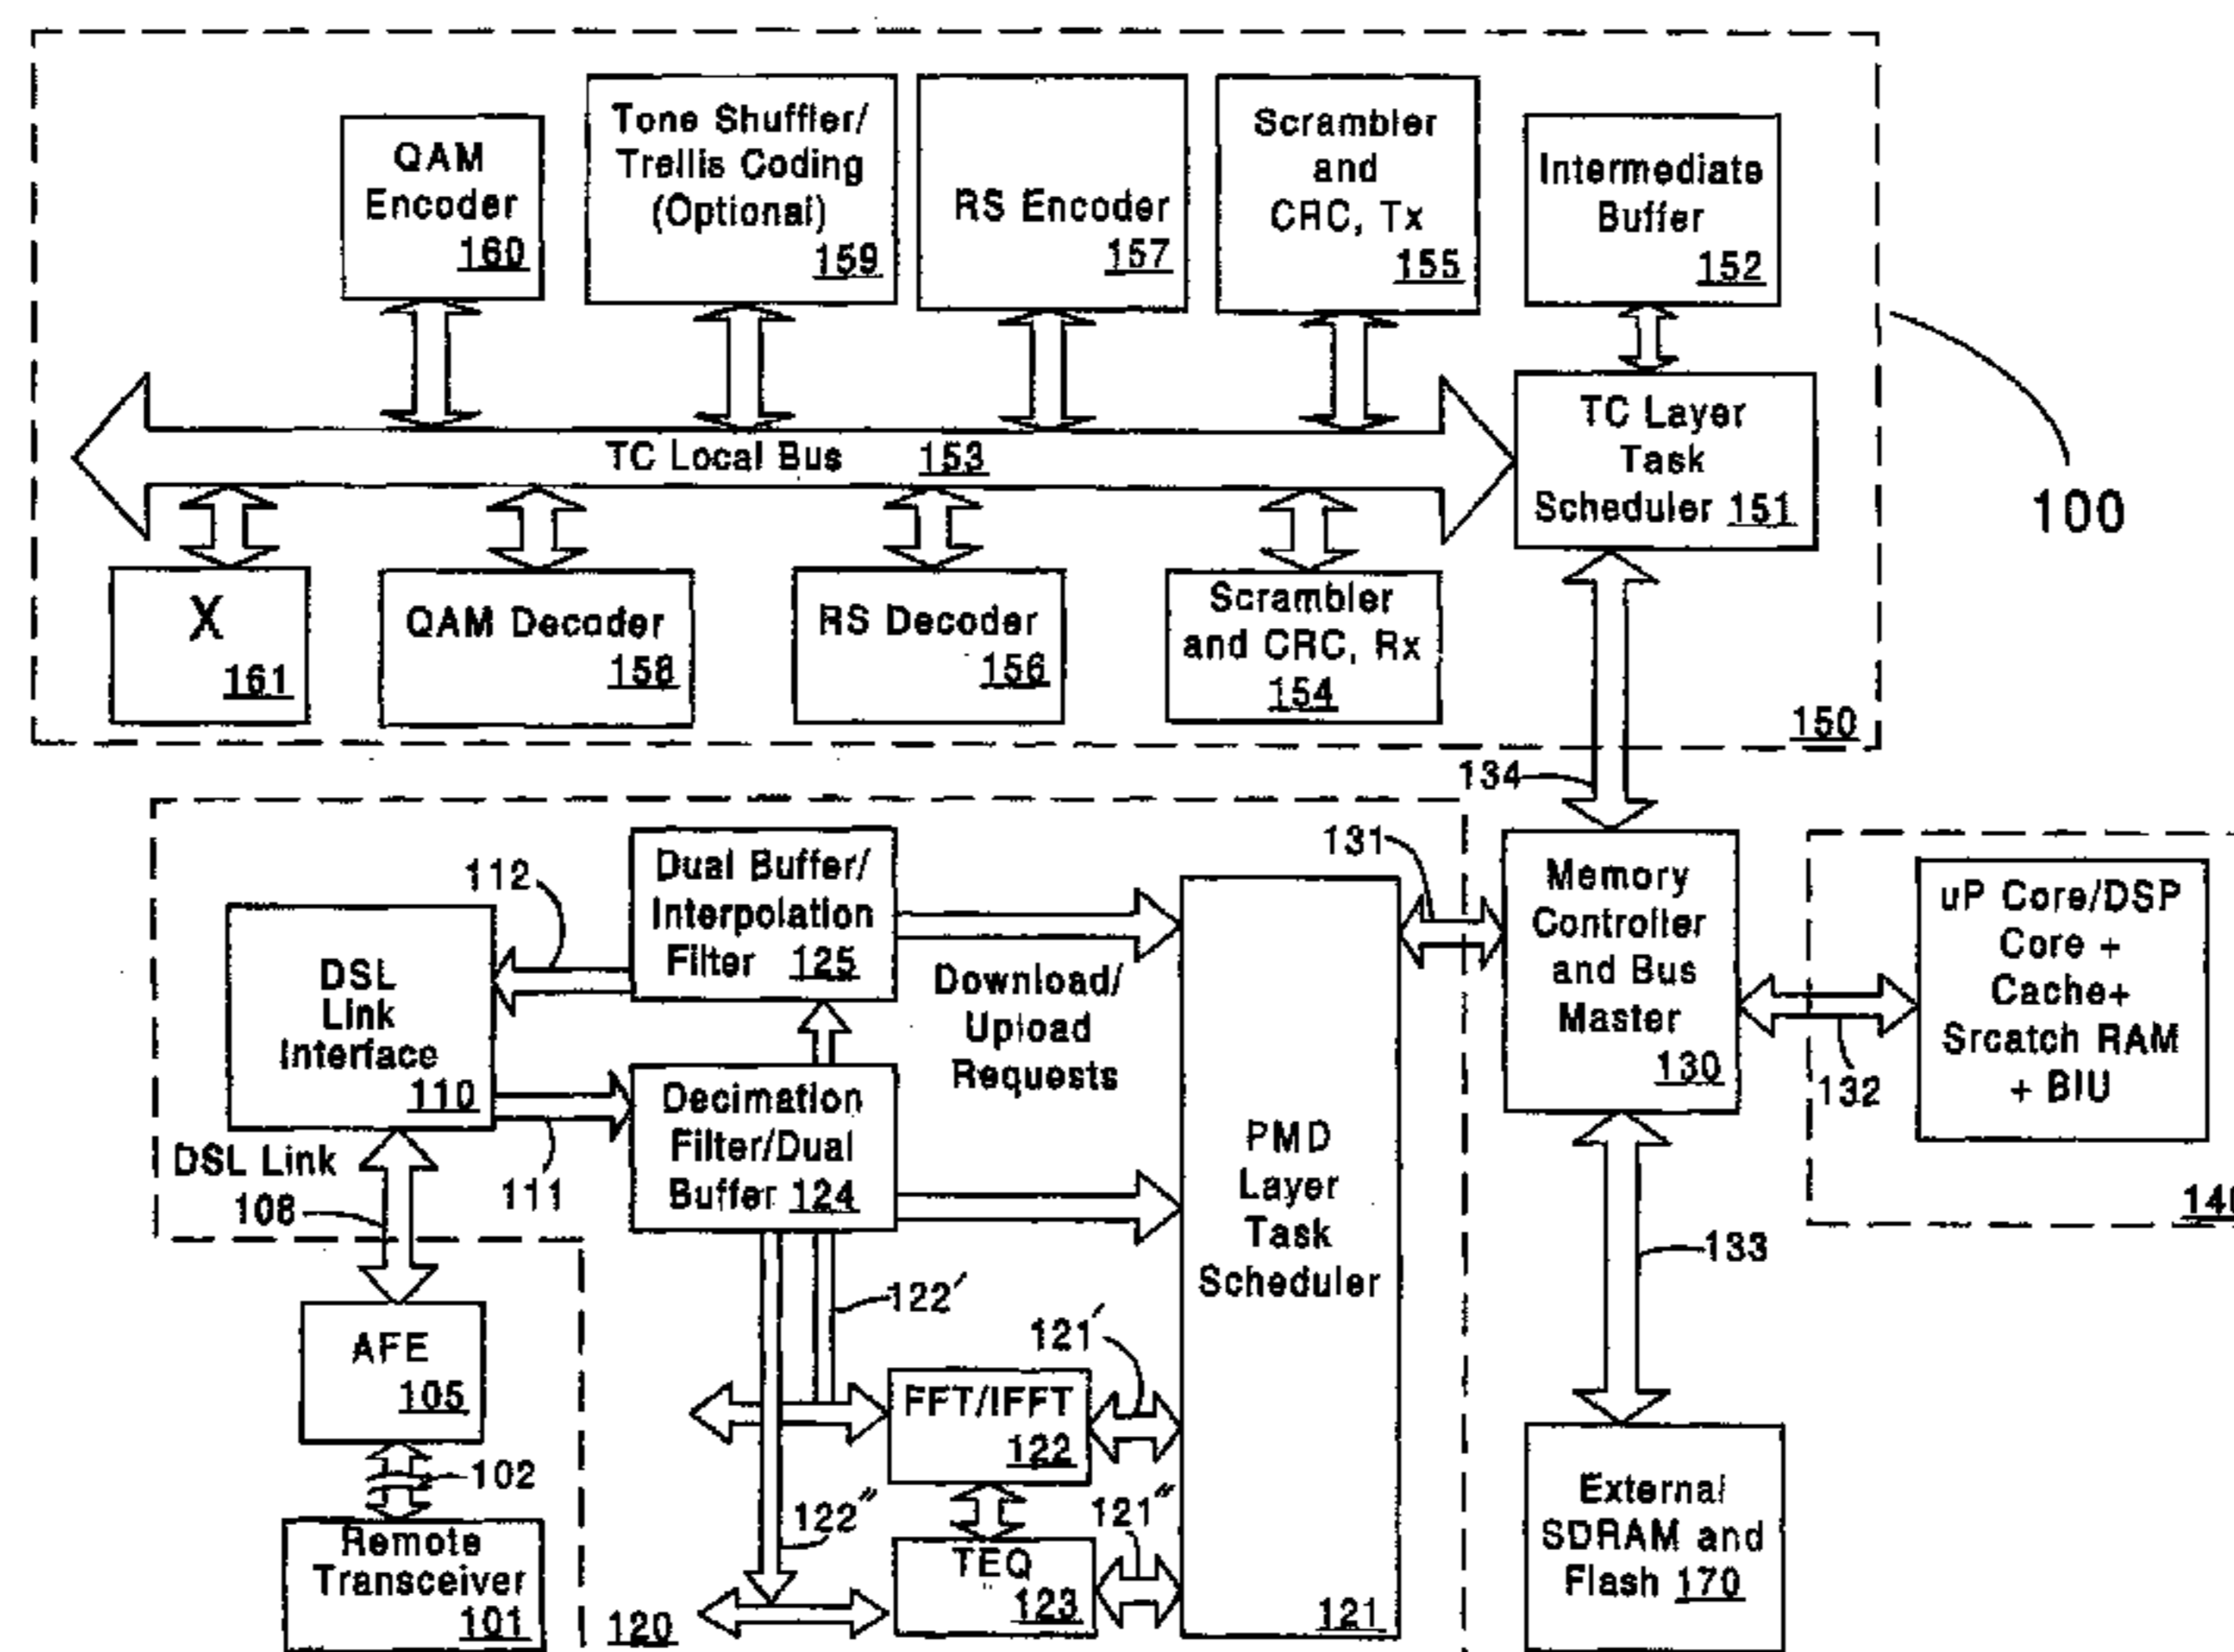 QAM
Encoder
160
Tone Shuffler/
Trellis Coding
(Optional)
159
RS Encoder
157
Scrambler
and
CRC, Tx
155
Intermediate
Buffer
152
TC Local Bus 153
TC Layer
Task
Scheduler 151
100
X
161
QAM Decoder
158
RS Decoder
156
Scrambler
and CRC, Rx
154
150
134
112
Dual Buffer/
Interpolation
Filter 125
131
Memory
Controller
and Bus
Master
130
uP Core/DSP
Core +
Cache+
Srcatch RAM
+ BIU
132
DSL
Link
Interface
110
Download/
Upload
Requests
Decimation
Filter/Dual
Buffer 124
PMD
Layer
Task
Scheduler
121
DSL Link
108
111
133
122'
121'
AFE
105
FFT/IFFT
122
102
122"
121"
External
SDRAM and
Flash 170
Remote
Transceiver
101
TEQ
123
120